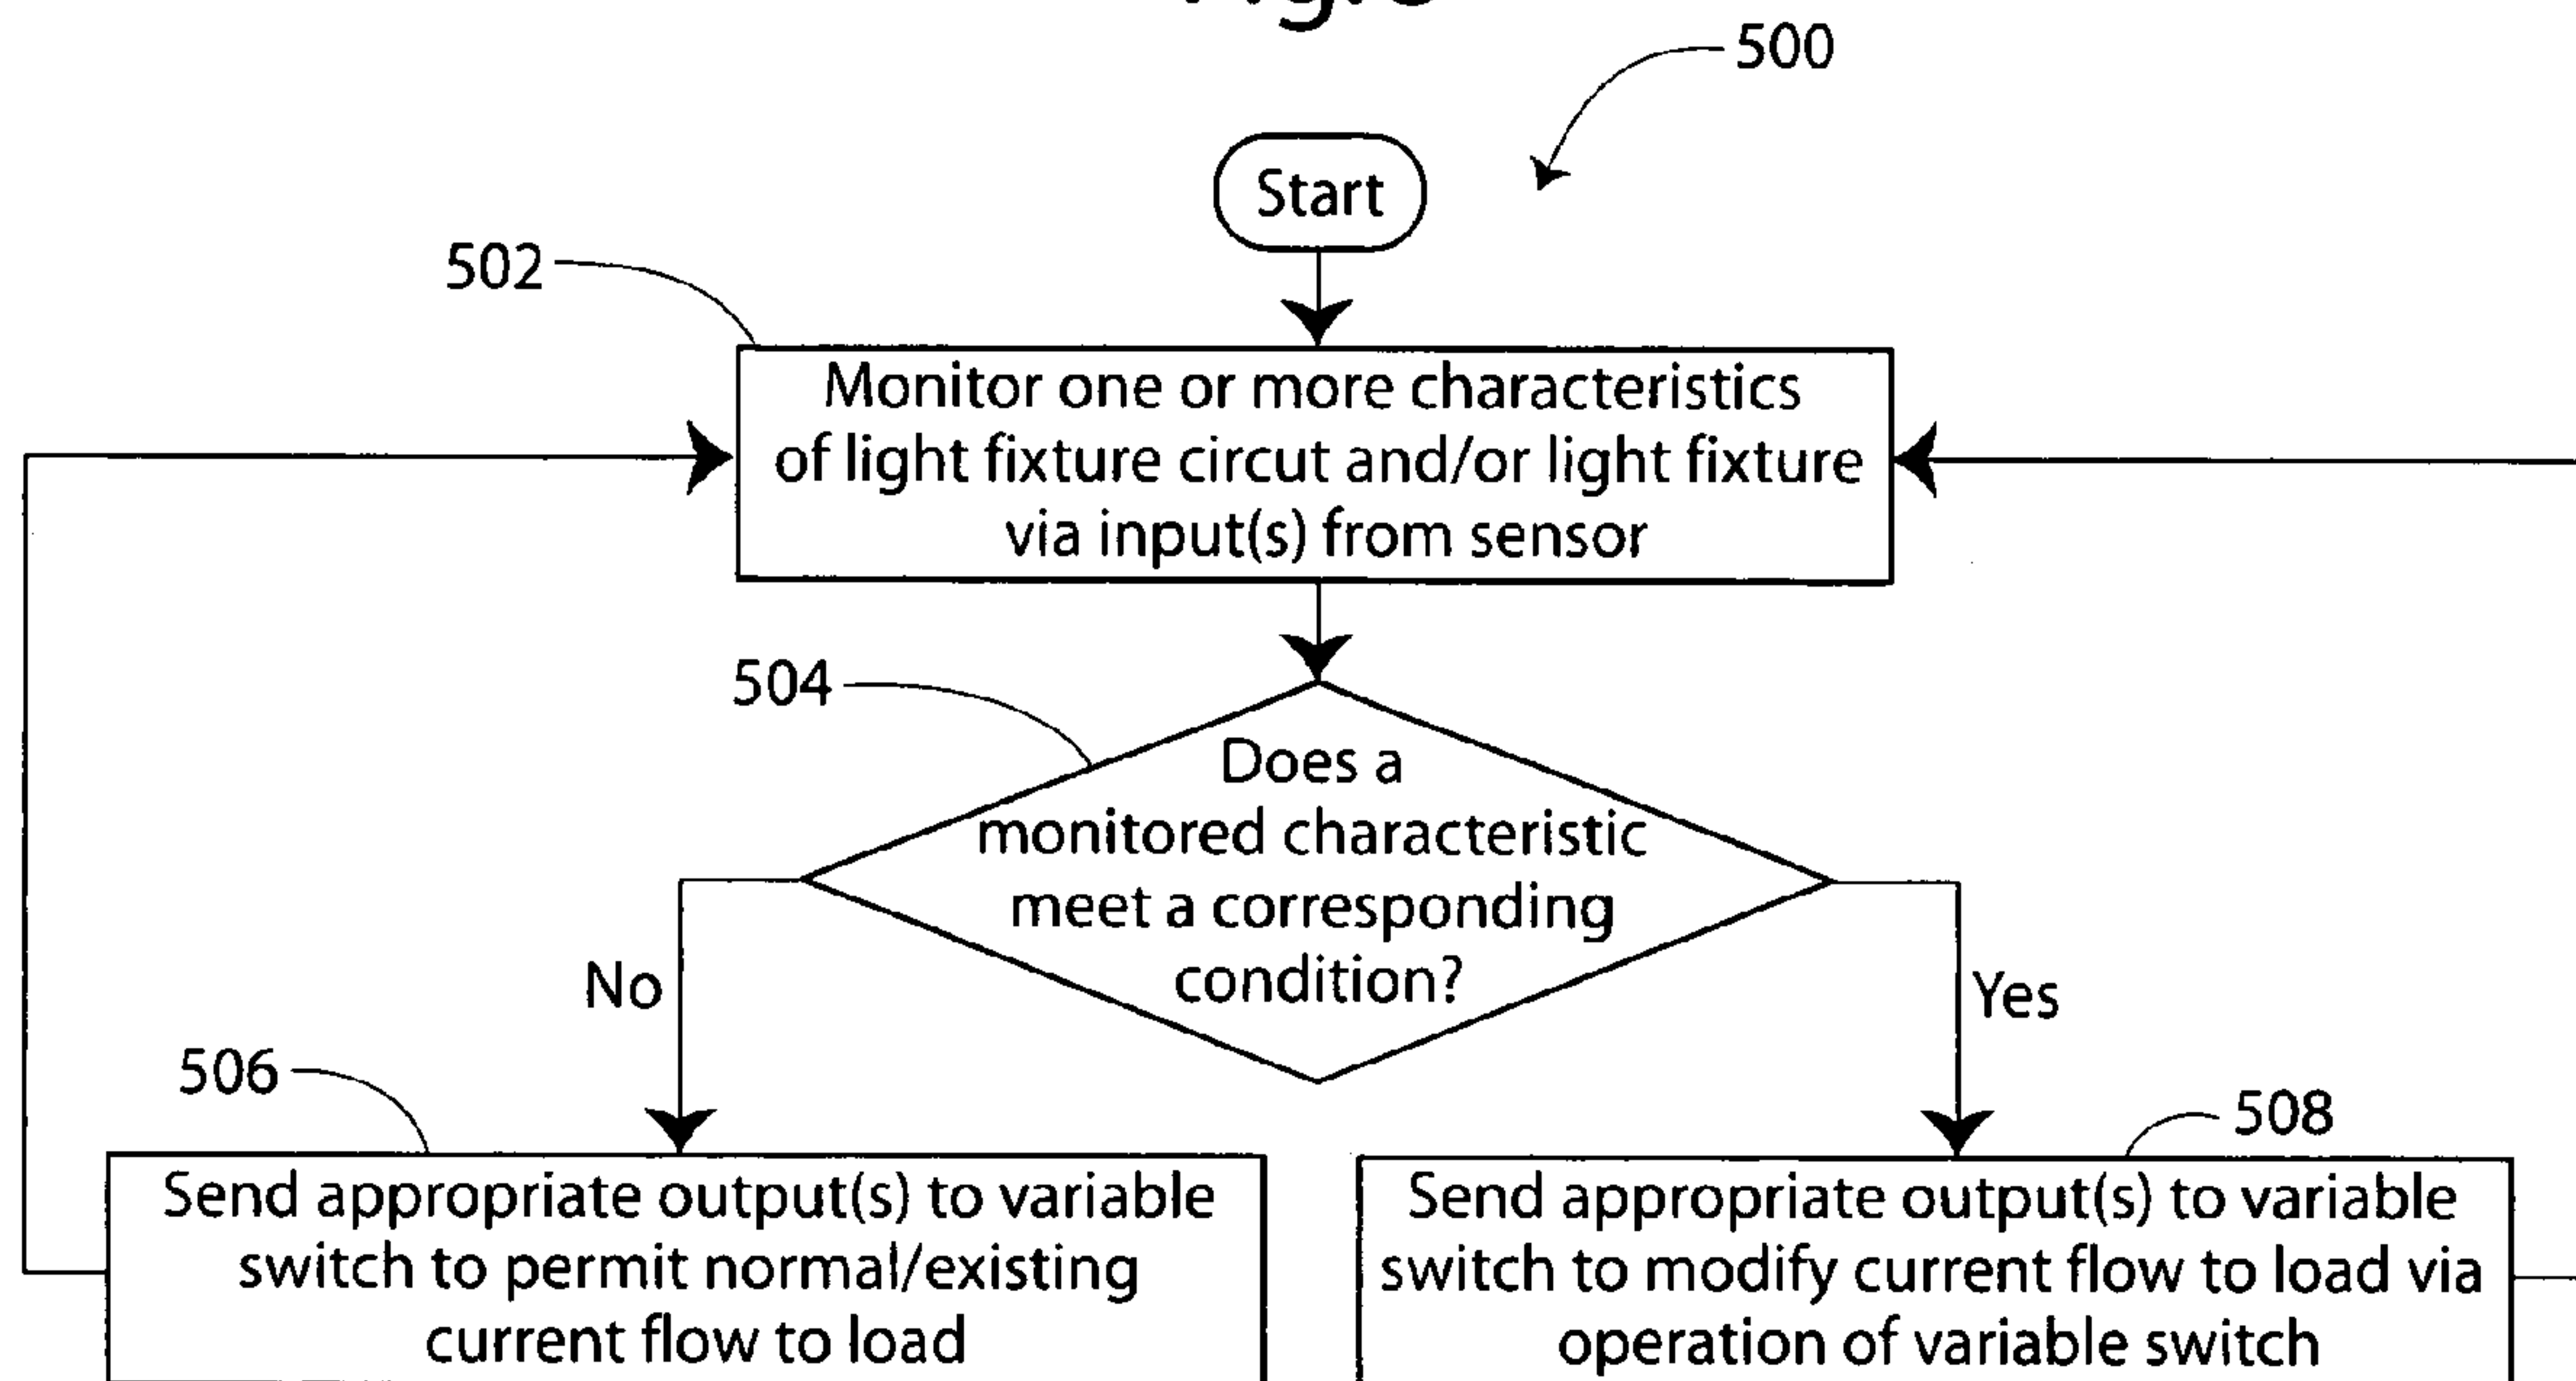 500
Start
502
Monitor one or more characteristics
of light fixture circut and/or light fixture
via input(s) from sensor
504
Does a
monitored characteristic
meet a corresponding
condition?
No
Yes
506
508
Send appropriate output(s) to variable
switch to permit normal/existing
current flow to load
Send appropriate output(s) to variable
switch to modify current flow to load via
operation of variable switch